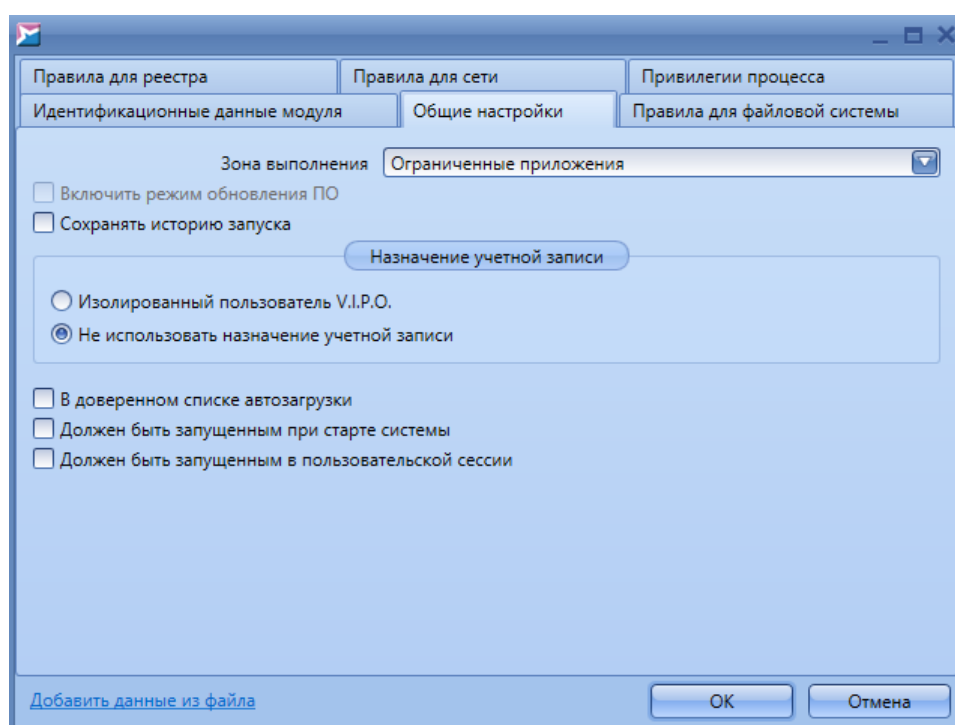 Правила для реестра
Правила для сети
Привилегии процесса
Идентификационные данные модуля
Общие настройки
Правила для файловой системы
Зона выполнения Ограниченные приложения
Включить режим обновления ПО
Сохранять историю запуска
Назначение учетной записи
Изолированный пользователь V.I.P.O.
Не использовать назначение учетной записи
В доверенном списке автозагрузки
Должен быть запущенным при старте системы
Должен быть запущенным в пользовательской сессии
Добавить данные из файла
ОК
Отмена